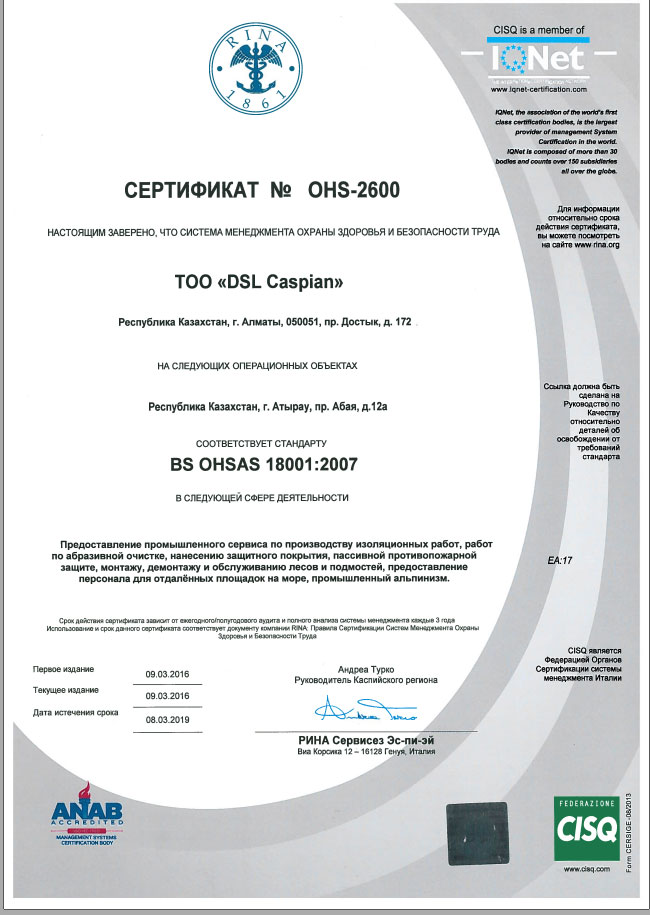 RINA
1861
CISQ is a member of
IQNet
www.iqnet-certification.com
IQNet, the association of the world's first
class certification bodies, is the largest
provider of management System
Certification in the world.
IQNet is composed of more than 30
bodies and counts over 150 subsidiaries
all over the globe.
СЕРТИФИКАТ № OHS-2600
Для информации
относительно срока
действия сертификата,
вы можете посмотреть
на сайте www rina.org
НАСТОЯЩИМ ЗАВЕРЕНО, ЧТО СИСТЕМА МЕНЕДЖМЕНТА ОХРАНЫ ЗДОРОВЬЯ И БЕЗОПАСНОСТИ ТРУДА
ТОО «DSL Caspian»
Республика Казахстан, г. Алматы, 050051, пр. Достык, д. 172
НА СЛЕДУЮЩИХ ОПЕРАЦИОННЫХ ОБЪЕКТАХ
Республика Казахстан, г. Атырау, пр. Абая, д.12а
Ссылка должна быть
сделана на
Руководство по
Качеству
относительно
деталей об
освобождении от
требований
стандарта
СООТВЕТСТВУЕТ СТАНДАРТУ
BS OHSAS 18001:2007
В СЛЕДУЮЩЕЙ СФЕРЕ ДЕЯТЕЛЬНОСТИ
Предоставление промышленного сервиса по производству изоляционных работ, работ
по абразивной очистке, нанесению защитного покрытия, пассивной противопожарной
защите, монтажу, демонтажу и обслуживанию лесов и подмостей, предоставление
персонала для отдалённых площадок на море, промышленный альпинизм.
EA:17
Срок действия сертификата зависит от ежегодного/полугодового аудита и полного анализа системы менеджмента каждые 3 года
Использование и срок данного сертификата соответствует документу компании RINA: Правила Сертификации Систем Менеджмента Охраны
Здоровья и Безопасности Труда
CISQ является
Федерацией Органов
Сертификации системы
менеджмента Италии
Первое издание 09.03.2016
Текущее издание 09.03.2016
Дата истечения срока 08.03.2019
Андреа Турко
Руководитель Каспийского региона
РИНА Сервисез Эс-пи-эй
Виа Корсика 12 – 16128 Генуя, Италия
ANAB
ACCREDITED
MANAGEMENT SYSTEMS
CERTIFICATION BODY
FEDERAZIONE
CISQ
www.cisq.com
Form CERSIGE -08/2013